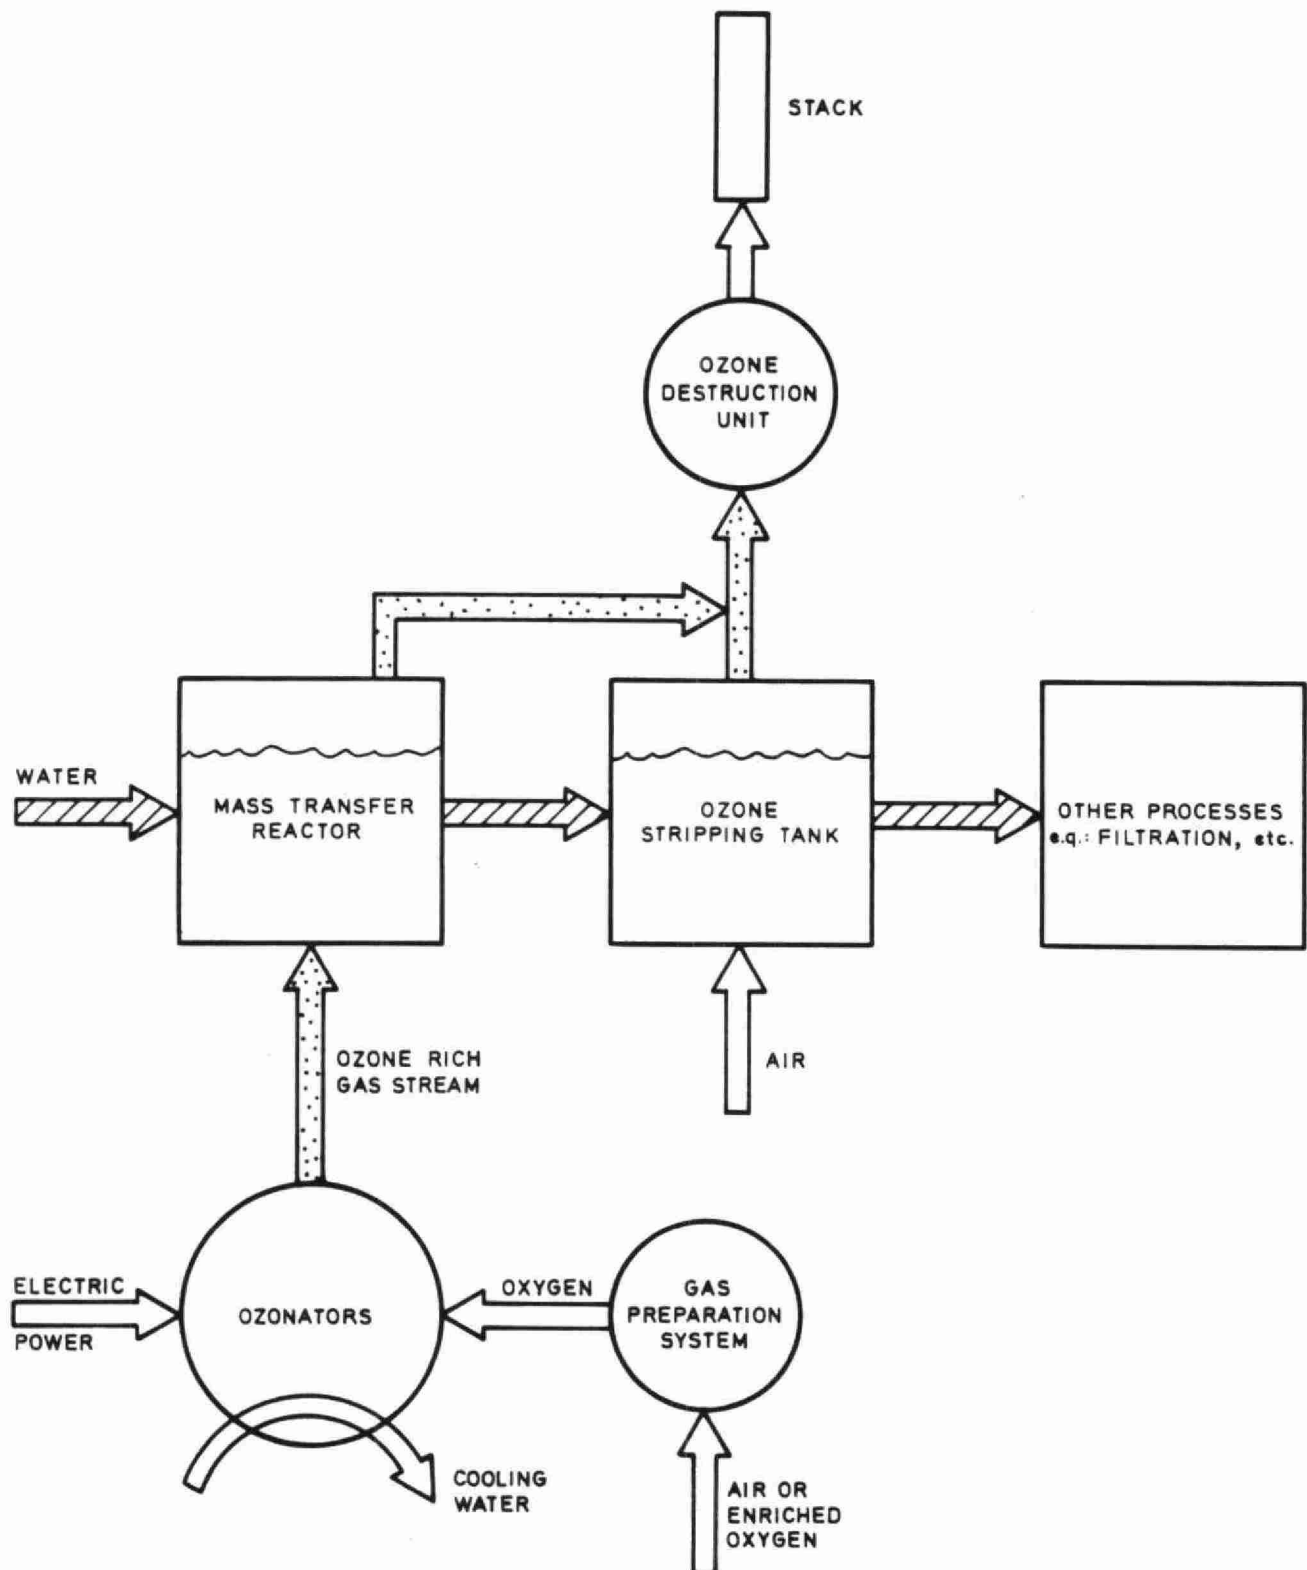 STACK
OZONE
DESTRUCTION
UNIT
WATER
MASS TRANSFER
REACTOR
OZONE
STRIPPING TANK
OTHER PROCESSES
e.q.: FILTRATION, etc.
OZONE RICH
GAS STREAM
AIR
ELECTRIC
POWER
OZONATORS
OXYGEN
GAS
PREPARATION
SYSTEM
COOLING
WATER
AIR OR
ENRICHED
OXYGEN